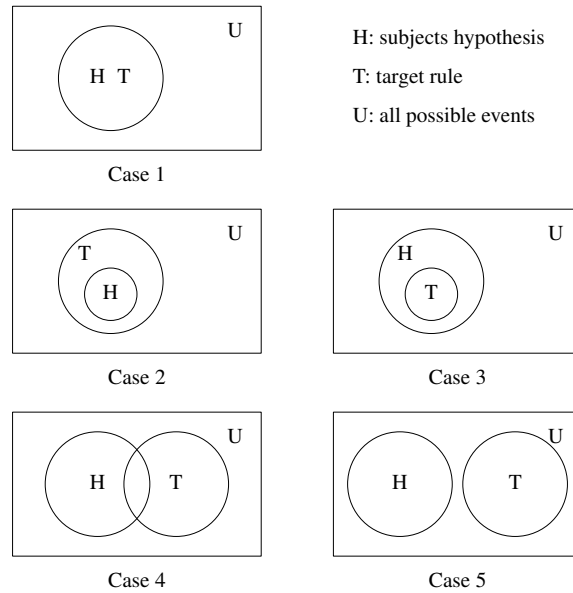 U
H T
Case 1
H: subjects hypothesis
T: target rule
U: all possible events
U
T
H
Case 2
U
H
T
Case 3
U
H T
Case 4
U
H T
Case 5